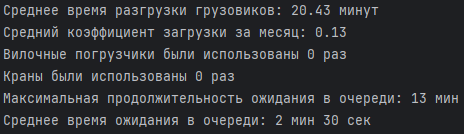 Среднее время разгрузки грузовиков: 20.43 минут
Средний коэффициент загрузки за месяц: 0.13
Вилочные погрузчики были использованы 0 раз
Краны были использованы 0 раз
Максимальная продолжительность ожидания в очереди: 13 мин
Среднее время ожидания в очереди: 2 мин 30 сек